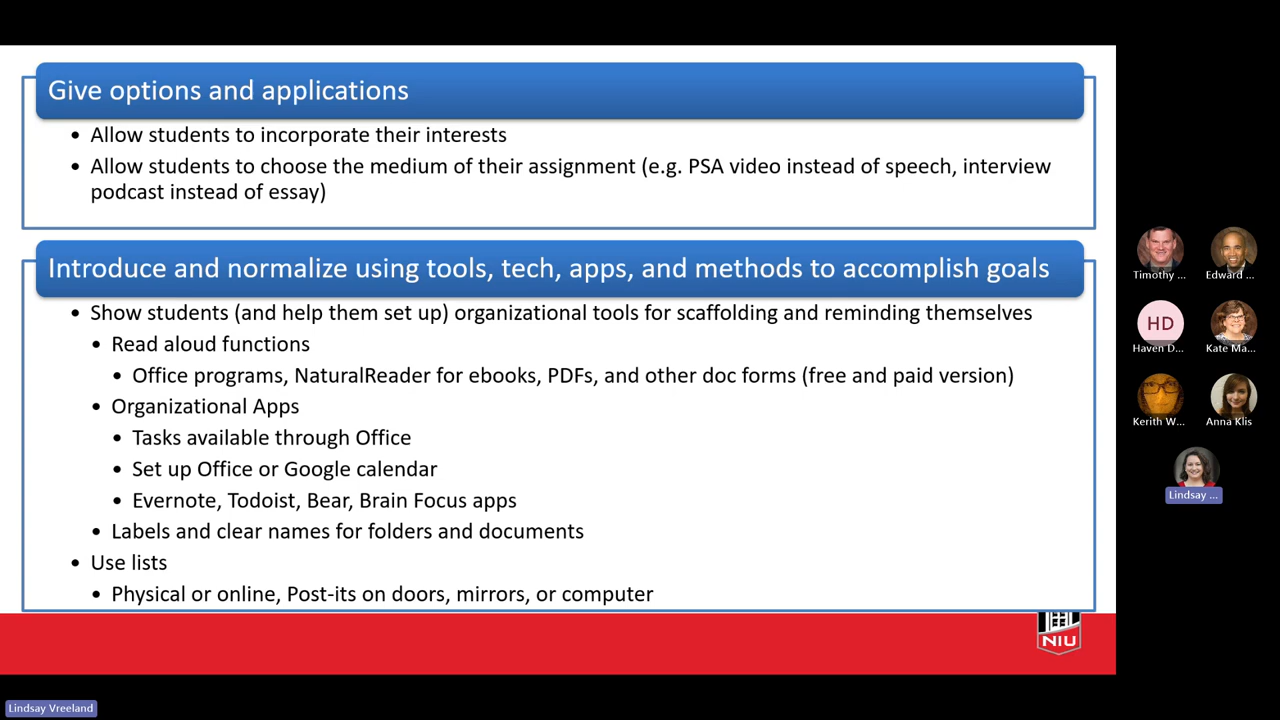 Give options and applications
• Allow students to incorporate their interests
• Allow students to choose the medium of their assignment (e.g. PSA video instead of speech, interview
podcast instead of essay)
Introduce and normalize using tools, tech, apps, and methods to accomplish goals
• Show students (and help them set up) organizational tools for scaffolding and reminding themselves
• Read aloud functions
• Office programs, NaturalReader for ebooks, PDFs, and other doc forms (free and paid version)
• Organizational Apps
• Tasks available through Office
• Set up Office or Google calendar
• Evernote, Todoist, Bear, Brain Focus apps
• Labels and clear names for folders and documents
• Use lists
• Physical or online, Post-its on doors, mirrors, or computer
NIU
Timothy ...
Edward ...
HD
Haven D...
Kate Ma...
Kerith W...
Anna Klis
Lindsay ...
Lindsay Vreeland